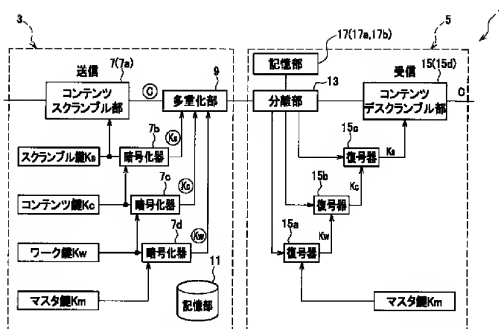 3
送信
7(7a)
コンテンツ
スクランブル部
C
9
多重化部
スクランブル鍵Ks
7b
暗号化器
Ks
コンテンツ鍵Kc
7c
暗号化器
Kc
ワーク鍵Kw
7d
暗号化器
Kw
マスタ鍵Km
11
記憶部
17(17a,17b)
記憶部
5
13
分離部
受信
15(15d)
コンテンツ
デスクランブル部
C
15c
復号器
Ks
15b
復号器
Kc
15a
復号器
Kw
マスタ鍵Km